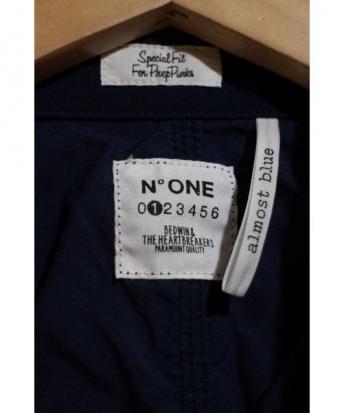 Special Fit
For Prep Punks
N° ONE
0123456
BEDWIN &
THE HEARTBREAKERS
PARAMOUNT QUALITY
almost blue